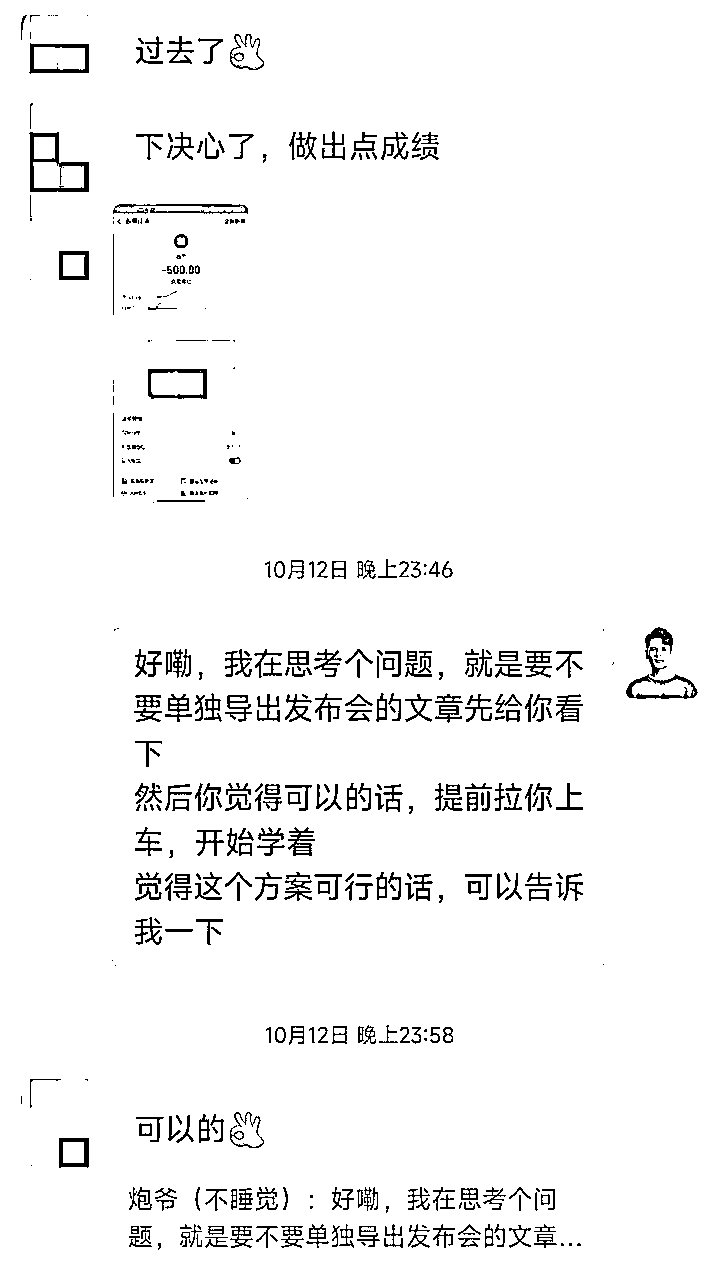 过去了👌
下决心了，做出点成绩
-500.00
10月12日 晚上23:46
好嘞，我在思考个问题，就是要不
要单独导出发布会的文章先给你看
下
然后你觉得可以的话，提前拉你上
车，开始学着
觉得这个方案可行的话，可以告诉
我一下
10月12日 晚上23:58
可以的👌
炮爷（不睡觉）：好嘞，我在思考个问
题，就是要不要单独导出发布会的文章...